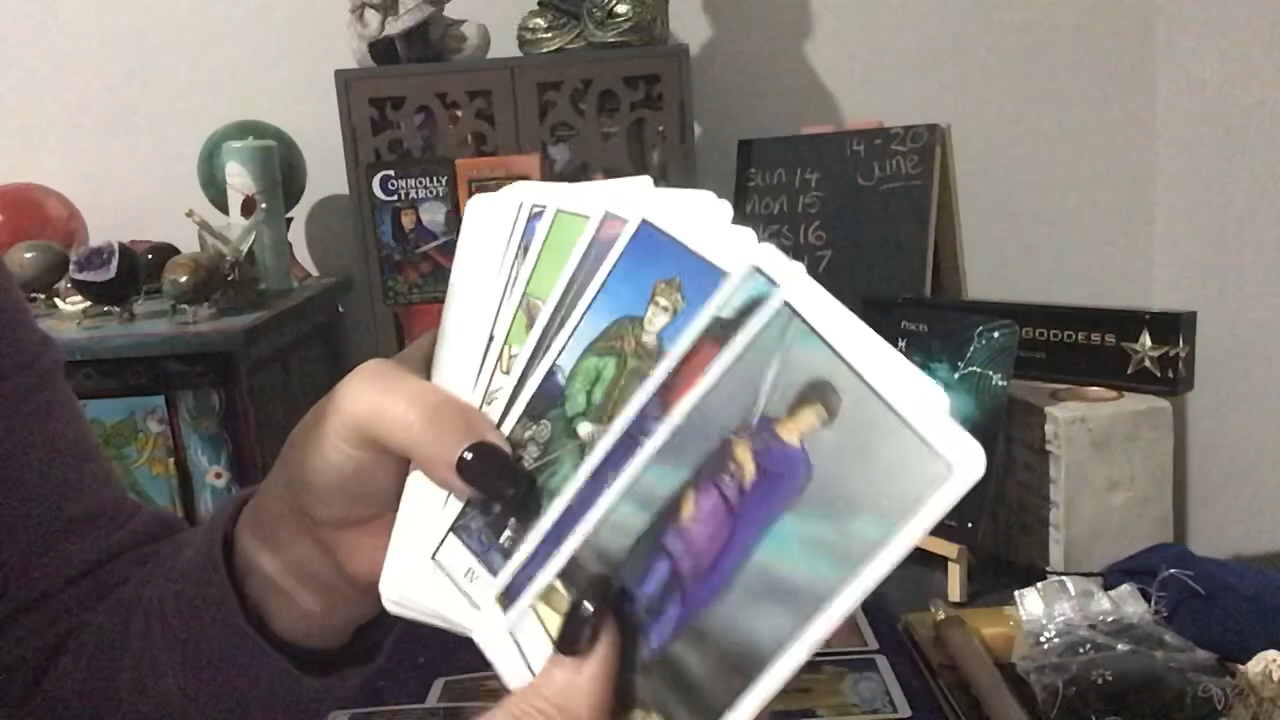 CONNOLLY
TAROT
14-20
June
sun 14
mon 15
tues 16
17
PISCES
GODDESS
IV